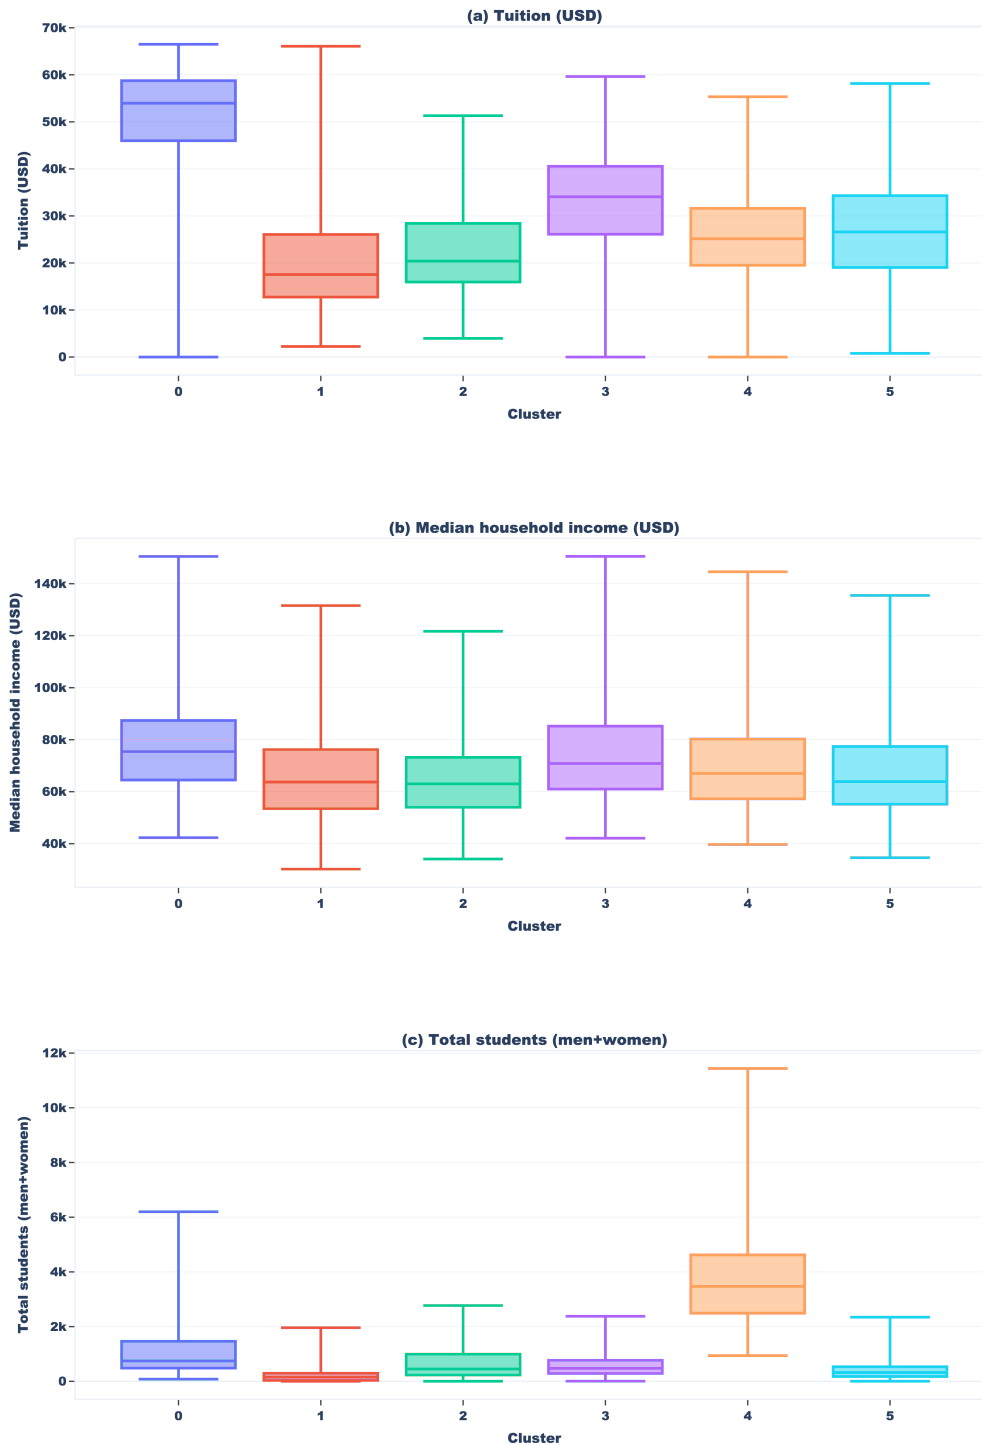 (a) Tuition (USD)
70k
60k
50k
40k
30k
20k
10k
0
Tuition (USD)
0 1 2 3 4 5
Cluster
(b) Median household income (USD)
140k
120k
100k
80k
60k
40k
Median household income (USD)
0 1 2 3 4 5
Cluster
(c) Total students (men+women)
12k
10k
8k
6k
4k
2k
0
Total students (men+women)
0 1 2 3 4 5
Cluster